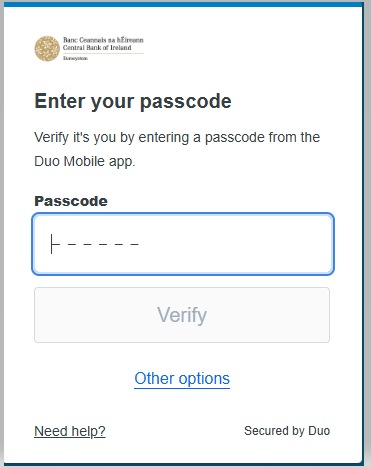 Banc Ceannais na hÉireann
Central Bank of Ireland
Eurosystem
Enter your passcode
Verify it's you by entering a passcode from the
Duo Mobile app.
Passcode
Verify
Other options
Need help?
Secured by Duo